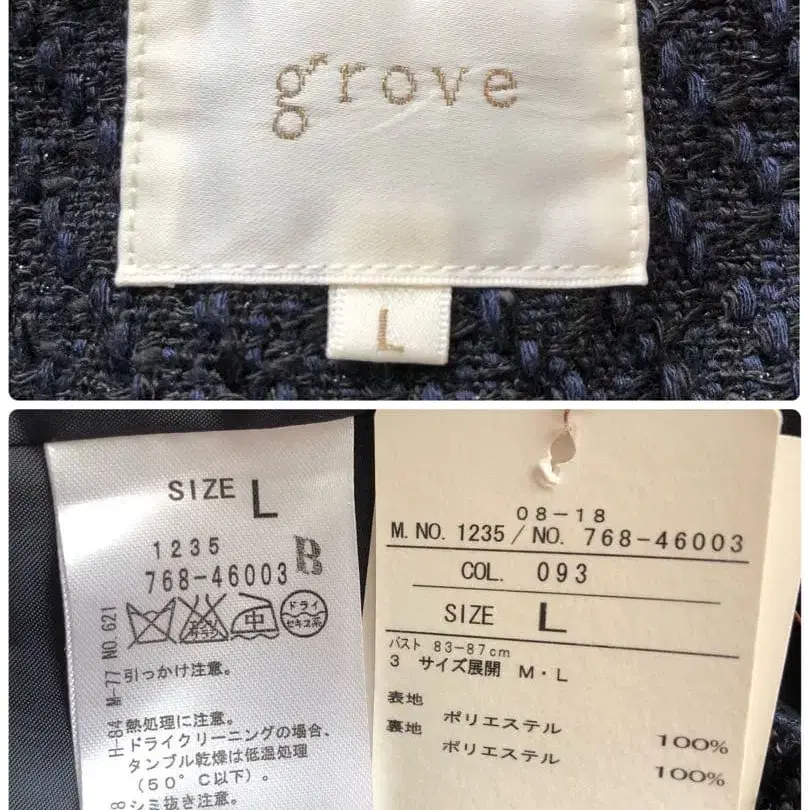 grove
L
SIZE L
1235
768-46003 B
ドライ
セキユ系
中
M-77 NO.621
引っかけ注意。
H-84
熱処理に注意。
ドライクリーニングの場合、
タンブル乾燥は低温処理
(50°C以下)。
シミ抜き注意。
08-18
M.NO. 1235/NO. 768-46003
COL. 093
SIZE L
バスト 83-87cm
3 サイズ展開 M・L
表地
ポリエステル 100%
裏地
ポリエステル 100%